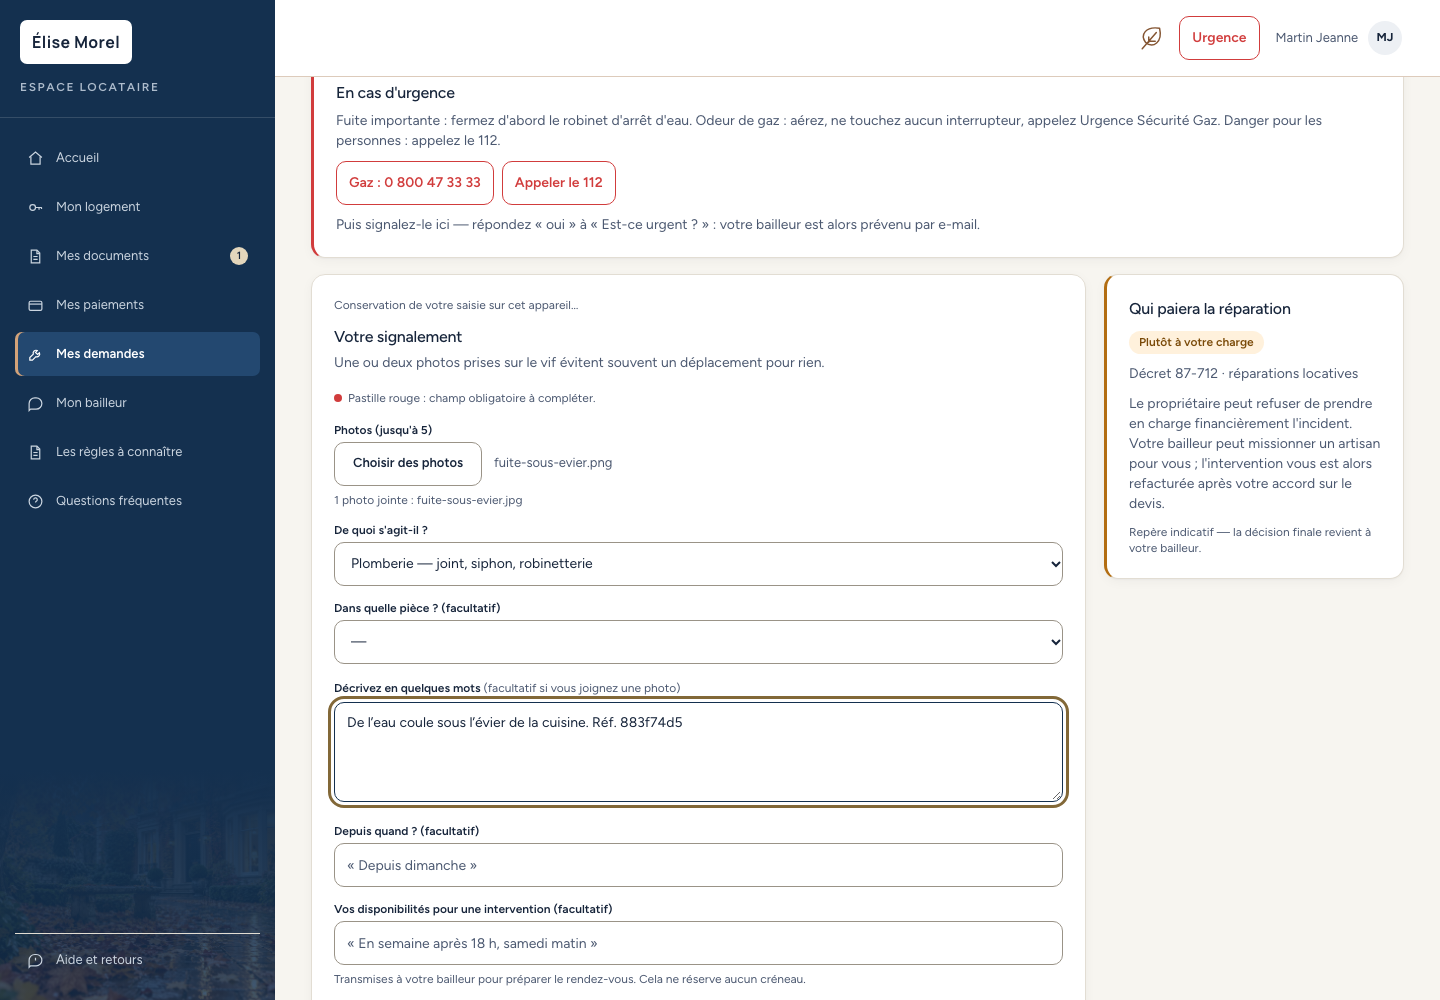 Élise Morel
ESPACE LOCATAIRE
Accueil
Mon logement
Mes documents
1
Mes paiements
Mes demandes
Mon bailleur
Les règles à connaître
Questions fréquentes
Aide et retours
Urgence
Martin Jeanne
MJ
En cas d'urgence
Fuite importante : fermez d'abord le robinet d'arrêt d'eau. Odeur de gaz : aérez, ne touchez aucun interrupteur, appelez Urgence Sécurité Gaz. Danger pour les
personnes : appelez le 112.
Gaz : 0 800 47 33 33
Appeler le 112
Puis signalez-le ici — répondez « oui » à « Est-ce urgent ? » : votre bailleur est alors prévenu par e-mail.
Conservation de votre saisie sur cet appareil…
Votre signalement
Une ou deux photos prises sur le vif évitent souvent un déplacement pour rien.
Pastille rouge : champ obligatoire à compléter.
Photos (jusqu'à 5)
Choisir des photos
fuite-sous-evier.png
1 photo jointe : fuite-sous-evier.jpg
De quoi s'agit-il ?
Plomberie — joint, siphon, robinetterie
Dans quelle pièce ? (facultatif)
—
Décrivez en quelques mots (facultatif si vous joignez une photo)
De l’eau coule sous l’évier de la cuisine. Réf. 883f74d5
Depuis quand ? (facultatif)
« Depuis dimanche »
Vos disponibilités pour une intervention (facultatif)
« En semaine après 18 h, samedi matin »
Transmises à votre bailleur pour préparer le rendez-vous. Cela ne réserve aucun créneau.
Qui paiera la réparation
Plutôt à votre charge
Décret 87-712 · réparations locatives
Le propriétaire peut refuser de prendre
en charge financièrement l'incident.
Votre bailleur peut missionner un artisan
pour vous ; l'intervention vous est alors
refacturée après votre accord sur le
devis.
Repère indicatif — la décision finale revient à
votre bailleur.